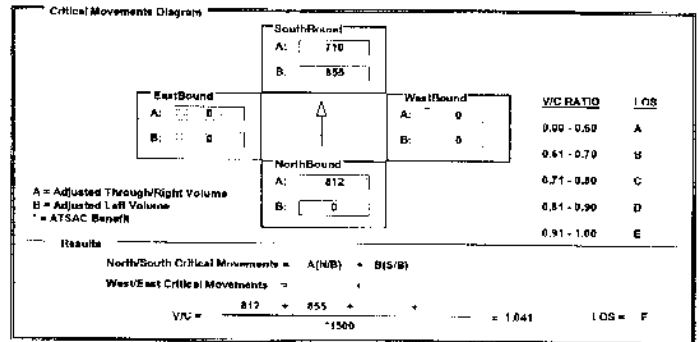 Critical Movements Diagram
SouthBound
A: 710
B: 855
EastBound
A: 0
B: 0
WestBound
A: 0
B: 0
NorthBound
A: 812
B: 0
V/C RATIO LOS
0.00 - 0.60 A
0.61 - 0.70 B
0.71 - 0.80 C
0.81 - 0.90 D
0.91 - 1.00 E
A = Adjusted Through/Right Volume
B = Adjusted Left Volume
* = ATSAC Benefit
Results
North/South Critical Movements = A(N/B) + B(S/B)
West/East Critical Movements = +
V/C = 812 + 855 + + = 1.041 LOS = F
*1500